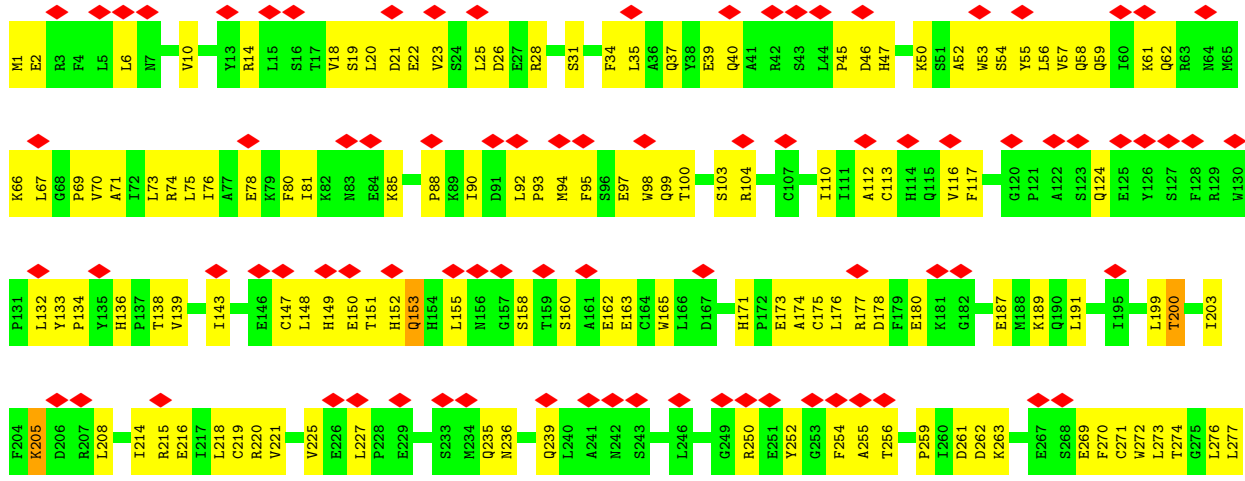 M1 E2 R3 F4 L5 L6 N7 V10 Y13 R14 L15 S16 T17 V18 S19 L20 D21 E22 V23 S24 L25 D26 E27 R28 S31 F34 L35 A36 Q37 Y38 E39 Q40 A41 R42 S43 L44 P45 D46 H47 K50 S51 A52 W53 S54 Y55 L56 V57 Q58 Q59 I60 K61 Q62 R63 N64 M65
K66 L67 G68 P69 V70 A71 I72 L73 R74 L75 I76 A77 E78 K79 F80 I81 K82 N83 E84 K85 P88 K89 I90 D91 L92 P93 M94 F95 S96 E97 W98 Q99 T100 S103 R104 C107 I110 I111 A112 C113 H114 Q115 V116 F117 G120 P121 A122 S123 Q124 E125 Y126 S127 F128 R129 W130
P131 L132 Y133 P134 Y135 H136 P137 T138 V139 I143 E146 C147 L148 H149 E150 T151 H152 Q153 H154 L155 N156 G157 S158 T159 S160 A161 E162 E163 C164 W165 L166 D167 H171 P172 E173 A174 C175 L176 R177 D178 F179 E180 K181 G182 E187 M188 K189 Q190 L191 I195 L199 T200 I203
F204 K205 D206 R207 L208 I214 R215 E216 I217 L218 C219 R220 V221 V225 E226 L227 P228 E229 S233 M234 Q235 N236 Q239 L240 A241 N242 S243 L246 G249 R250 E251 Y252 G253 F254 A255 T256 P259 I260 D261 D262 K263 E267 S268 E269 F270 C271 W272 L273 T274 G275 L276 L277